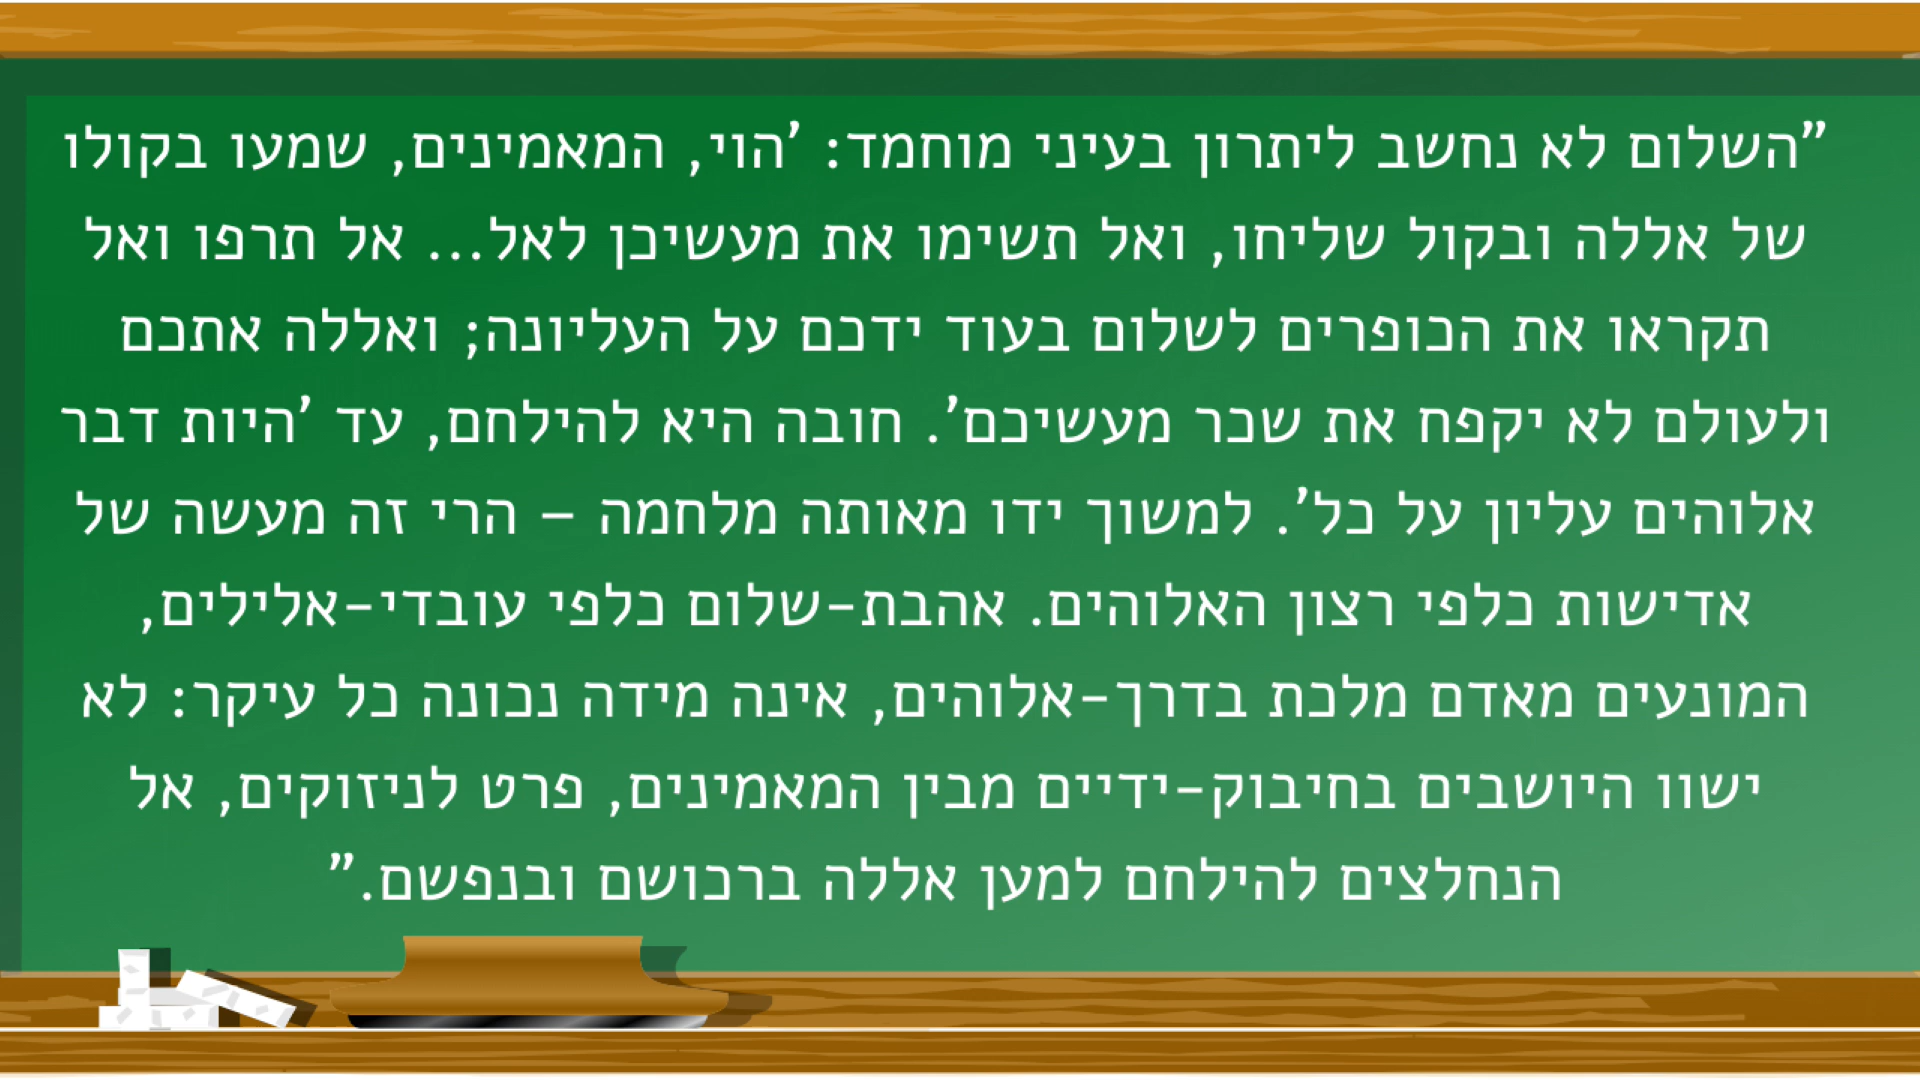 "השלום לא נחשב ליתרון בעיני מוחמד: 'הוי, המאמינים, שמעו בקולו
של אללה ובקול שליחו, ואל תשימו את מעשיכן לאל... אל תרפו ואל
תקראו את הכופרים לשלום בעוד ידכם על העליונה; ואללה אתכם
ולעולם לא יקפח את שכר מעשיכם'. חובה היא להילחם, עד 'היות דבר
אלוהים עליון על כל'. למשוך ידו מאותה מלחמה – הרי זה מעשה של
אדישות כלפי רצון האלוהים. אהבת-שלום כלפי עובדי-אלילים,
המונעים מאדם מלכת בדרך-אלוהים, אינה מידה נכונה כל עיקר: לא
ישוו היושבים בחיבוק-ידיים מבין המאמינים, פרט לניזוקים, אל
הנחלצים להילחם למען אללה ברכושם ובנפשם."